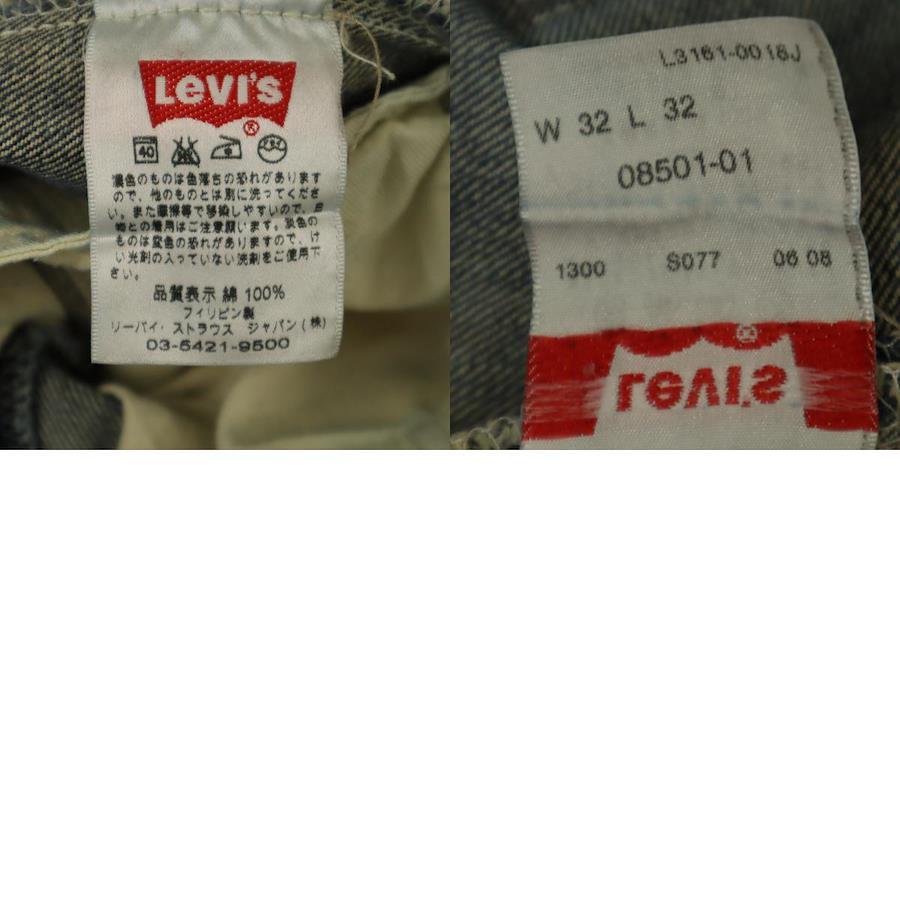 Levi's
®
40
濃色のものは色落ちの恐れがあります
ので、他のものとは別に洗ってくださ
い。また摩擦等で移染しやすいので、白
物との着用はご注意願います。淡色の
ものは変色の恐れがありますので、け
い光剤の入っていない洗剤をご使用下
さい。
品質表示 綿 100%
フィリピン製
リーバイ・ストラウス ジャパン(株)
03-5421-9500
L3161-0018J
W 32 L 32
08501-01
1300 S077 06 08
®
Levi's